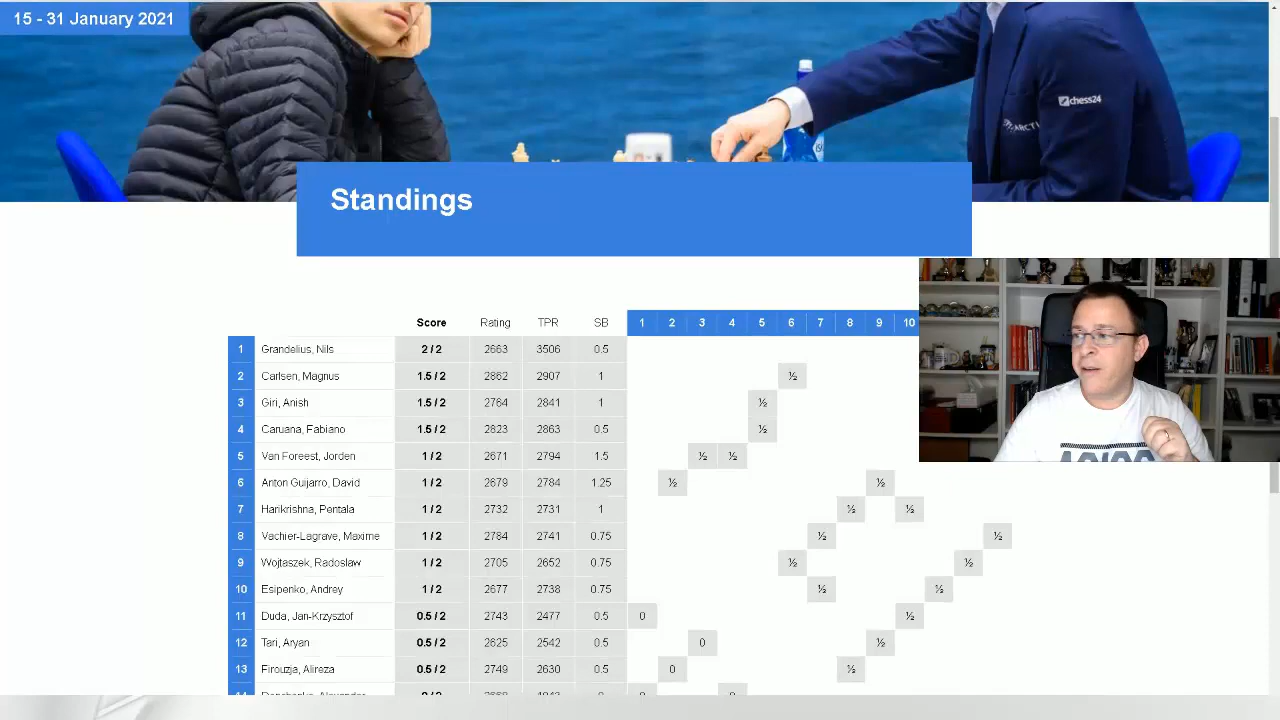 15 - 31 January 2021
chess24
Standings
Score Rating TPR SB 1 2 3 4 5 6 7 8 9 10
1 Grandelius, Nils 2 / 2 2663 3506 0.5
2 Carlsen, Magnus 1.5 / 2 2862 2907 1 ½
3 Giri, Anish 1.5 / 2 2764 2841 1 ½
4 Caruana, Fabiano 1.5 / 2 2823 2863 0.5 ½
5 Van Foreest, Jorden 1 / 2 2671 2794 1.5 ½ ½
6 Anton Guijarro, David 1 / 2 2679 2784 1.25 ½ ½
7 Harikrishna, Pentala 1 / 2 2732 2731 1 ½ ½
8 Vachier-Lagrave, Maxime 1 / 2 2784 2741 0.75 ½ ½
9 Wojtaszek, Radoslaw 1 / 2 2705 2652 0.75 ½ ½
10 Esipenko, Andrey 1 / 2 2677 2738 0.75 ½ ½
11 Duda, Jan-Krzysztof 0.5 / 2 2743 2477 0.5 0 ½
12 Tari, Aryan 0.5 / 2 2625 2542 0.5 0 ½
13 Firouzja, Alireza 0.5 / 2 2749 2630 0.5 0 ½